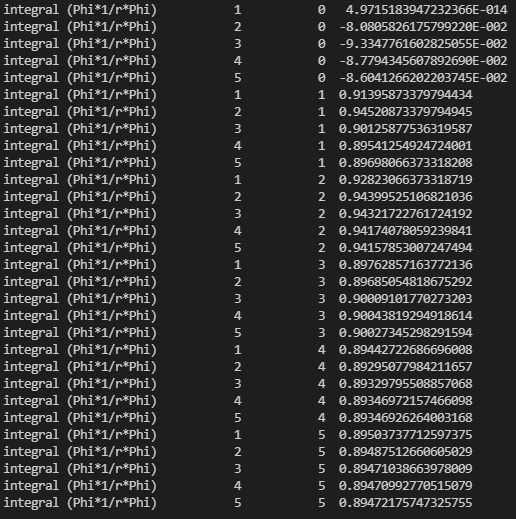 integral (Phi*1/r*Phi) 1 0 4.9715183947232366E-014
integral (Phi*1/r*Phi) 2 0 -8.0805826175799220E-002
integral (Phi*1/r*Phi) 3 0 -9.3347761602825055E-002
integral (Phi*1/r*Phi) 4 0 -8.7794345607892690E-002
integral (Phi*1/r*Phi) 5 0 -8.6041266202203745E-002
integral (Phi*1/r*Phi) 1 1 0.91395873379794434
integral (Phi*1/r*Phi) 2 1 0.94520873379794945
integral (Phi*1/r*Phi) 3 1 0.90125877536319587
integral (Phi*1/r*Phi) 4 1 0.89541254924724001
integral (Phi*1/r*Phi) 5 1 0.89698066373318208
integral (Phi*1/r*Phi) 1 2 0.92823066373318719
integral (Phi*1/r*Phi) 2 2 0.94399525106821036
integral (Phi*1/r*Phi) 3 2 0.94321722761724192
integral (Phi*1/r*Phi) 4 2 0.94174078059239841
integral (Phi*1/r*Phi) 5 2 0.94157853007247494
integral (Phi*1/r*Phi) 1 3 0.89762857163772136
integral (Phi*1/r*Phi) 2 3 0.89685054818675292
integral (Phi*1/r*Phi) 3 3 0.90009101770273203
integral (Phi*1/r*Phi) 4 3 0.90043819294918614
integral (Phi*1/r*Phi) 5 3 0.90027345298291594
integral (Phi*1/r*Phi) 1 4 0.89442722686696008
integral (Phi*1/r*Phi) 2 4 0.89295077984211657
integral (Phi*1/r*Phi) 3 4 0.89329795508857068
integral (Phi*1/r*Phi) 4 4 0.89346972157466098
integral (Phi*1/r*Phi) 5 4 0.89346926264003168
integral (Phi*1/r*Phi) 1 5 0.89503737712597375
integral (Phi*1/r*Phi) 2 5 0.89487512660605029
integral (Phi*1/r*Phi) 3 5 0.89471038663978009
integral (Phi*1/r*Phi) 4 5 0.89470992770515079
integral (Phi*1/r*Phi) 5 5 0.89472175747325755